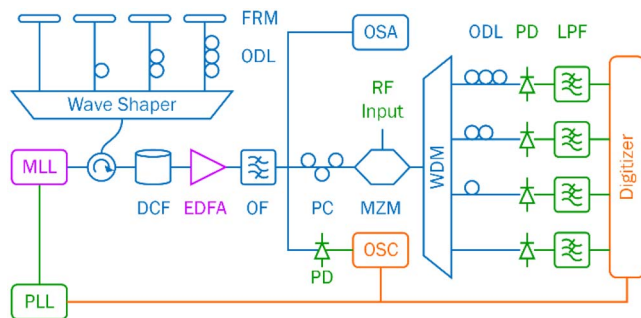 FRM
ODL
Wave Shaper
OSA
RF
Input
ODL PD LPF
MLL
DCF
EDFA
OF
PC
MZM
WDM
Digitizer
PD
OSC
PLL